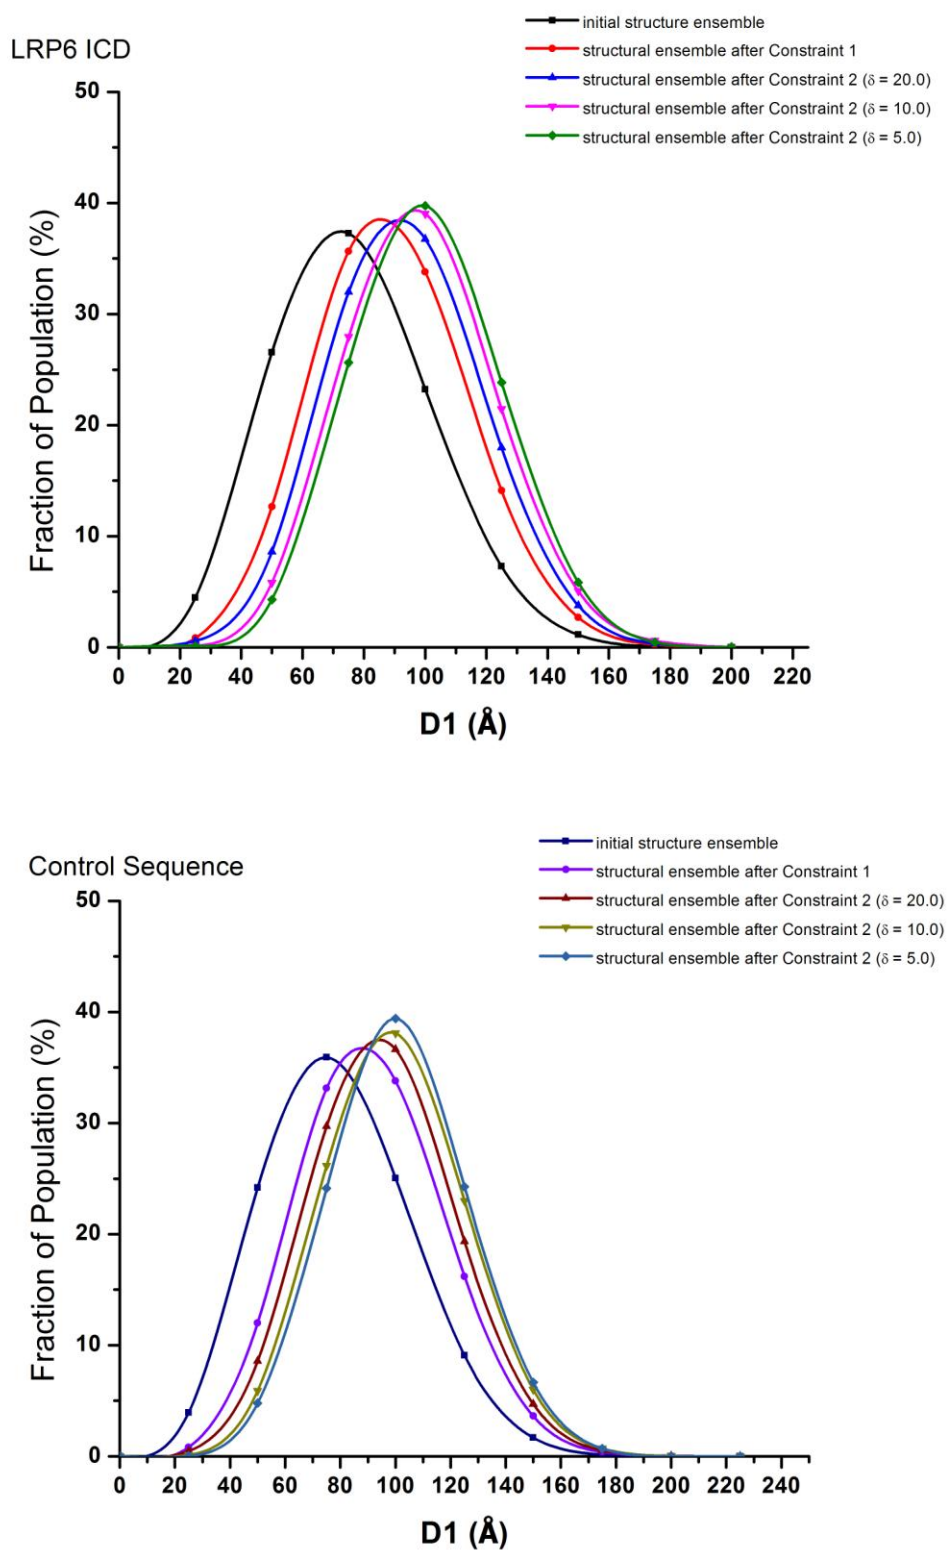 LRP6 ICD
initial structure ensemble
structural ensemble after Constraint 1
structural ensemble after Constraint 2 (δ = 20.0)
structural ensemble after Constraint 2 (δ = 10.0)
structural ensemble after Constraint 2 (δ = 5.0)
Fraction of Population (%)
50
40
30
20
10
0
0 20 40 60 80 100 120 140 160 180 200 220
D1 (Å)
Control Sequence
initial structure ensemble
structural ensemble after Constraint 1
structural ensemble after Constraint 2 (δ = 20.0)
structural ensemble after Constraint 2 (δ = 10.0)
structural ensemble after Constraint 2 (δ = 5.0)
Fraction of Population (%)
50
40
30
20
10
0
0 20 40 60 80 100 120 140 160 180 200 220 240
D1 (Å)